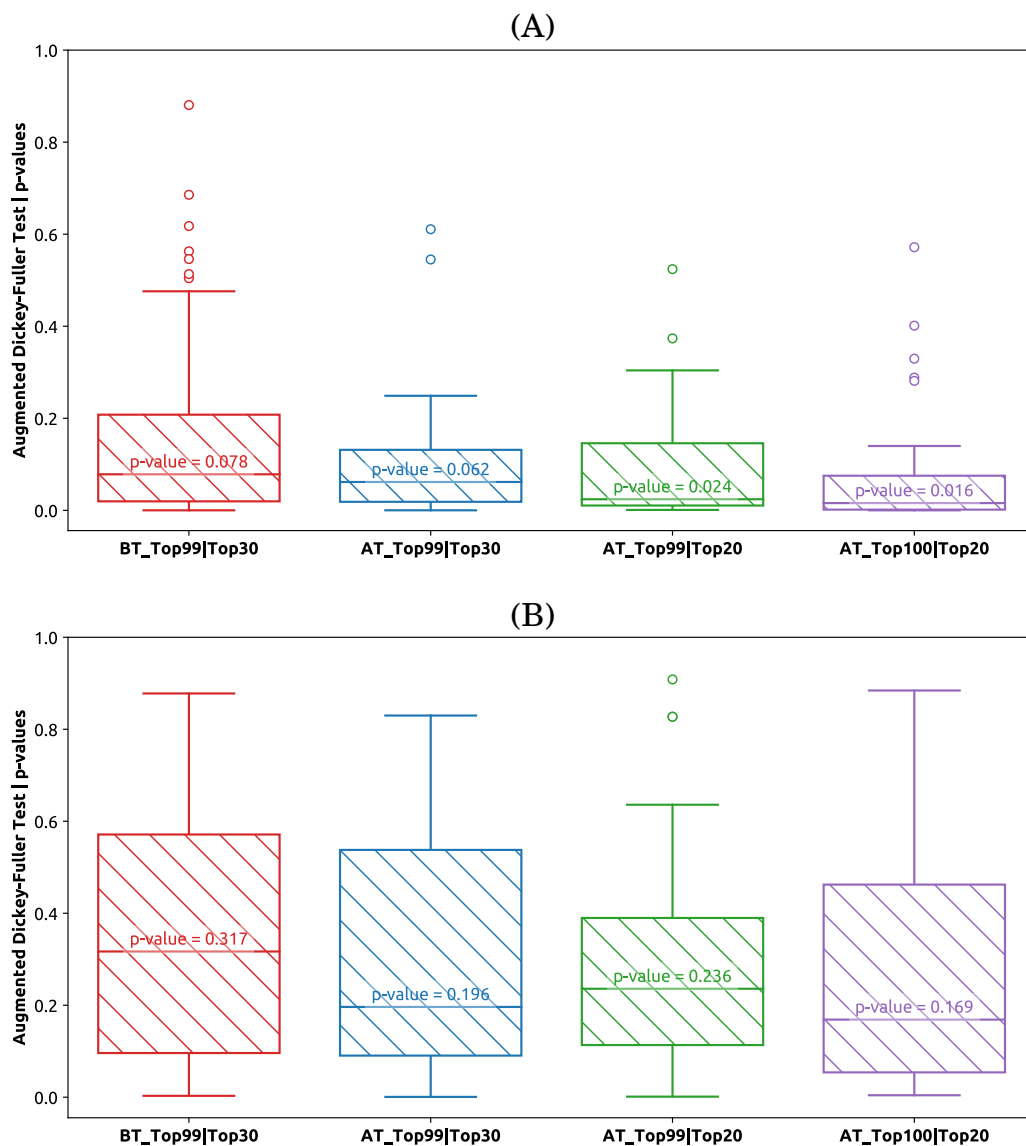 (A)
Augmented Dickey-Fuller Test | p-values
1.0
0.8
0.6
0.4
0.2
0.0
p-value = 0.078
p-value = 0.062
p-value = 0.024
p-value = 0.016
BT_Top99|Top30
AT_Top99|Top30
AT_Top99|Top20
AT_Top100|Top20
(B)
Augmented Dickey-Fuller Test | p-values
1.0
0.8
0.6
0.4
0.2
0.0
p-value = 0.317
p-value = 0.196
p-value = 0.236
p-value = 0.169
BT_Top99|Top30
AT_Top99|Top30
AT_Top99|Top20
AT_Top100|Top20